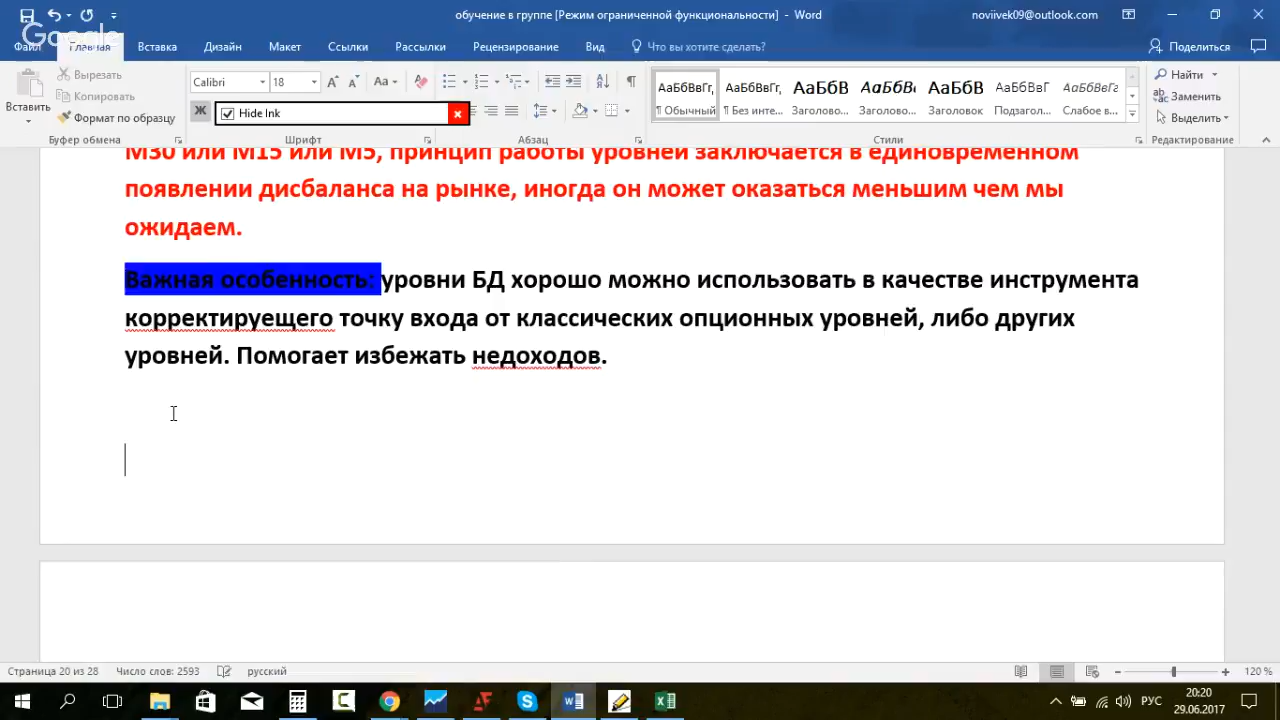 обучение в группе [Режим ограниченной функциональности] - Word
noviivek09@outlook.com
Google
Файл Главная Вставка Дизайн Макет Ссылки Рассылки Рецензирование Вид Что вы хотите сделать? Поделиться
Вставить
Вырезать
Копировать
Формат по образцу
Буфер обмена
Calibri 18
Ж
Hide Ink
Шрифт
Абзац
АаБбВвГг, АаБбВвГг, АаБбВ АаБбВı АаБбВ АаБбВвГ АаБбВвГг
¶ Обычный ¶ Без инте... Заголово... Заголово... Заголовок Подзагол... Слабое в...
Стили
Найти
Заменить
Выделить
Редактирование
М30 или М15 или М5, принцип работы уровней заключается в единовременном
появлении дисбаланса на рынке, иногда он может оказаться меньшим чем мы
ожидаем.
Важная особенность: уровни БД хорошо можно использовать в качестве инструмента
корректируещего точку входа от классических опционных уровней, либо других
уровней. Помогает избежать недоходов.
Страница 20 из 28 Число слов: 2593 русский 120 %
РУС
20:20
29.06.2017